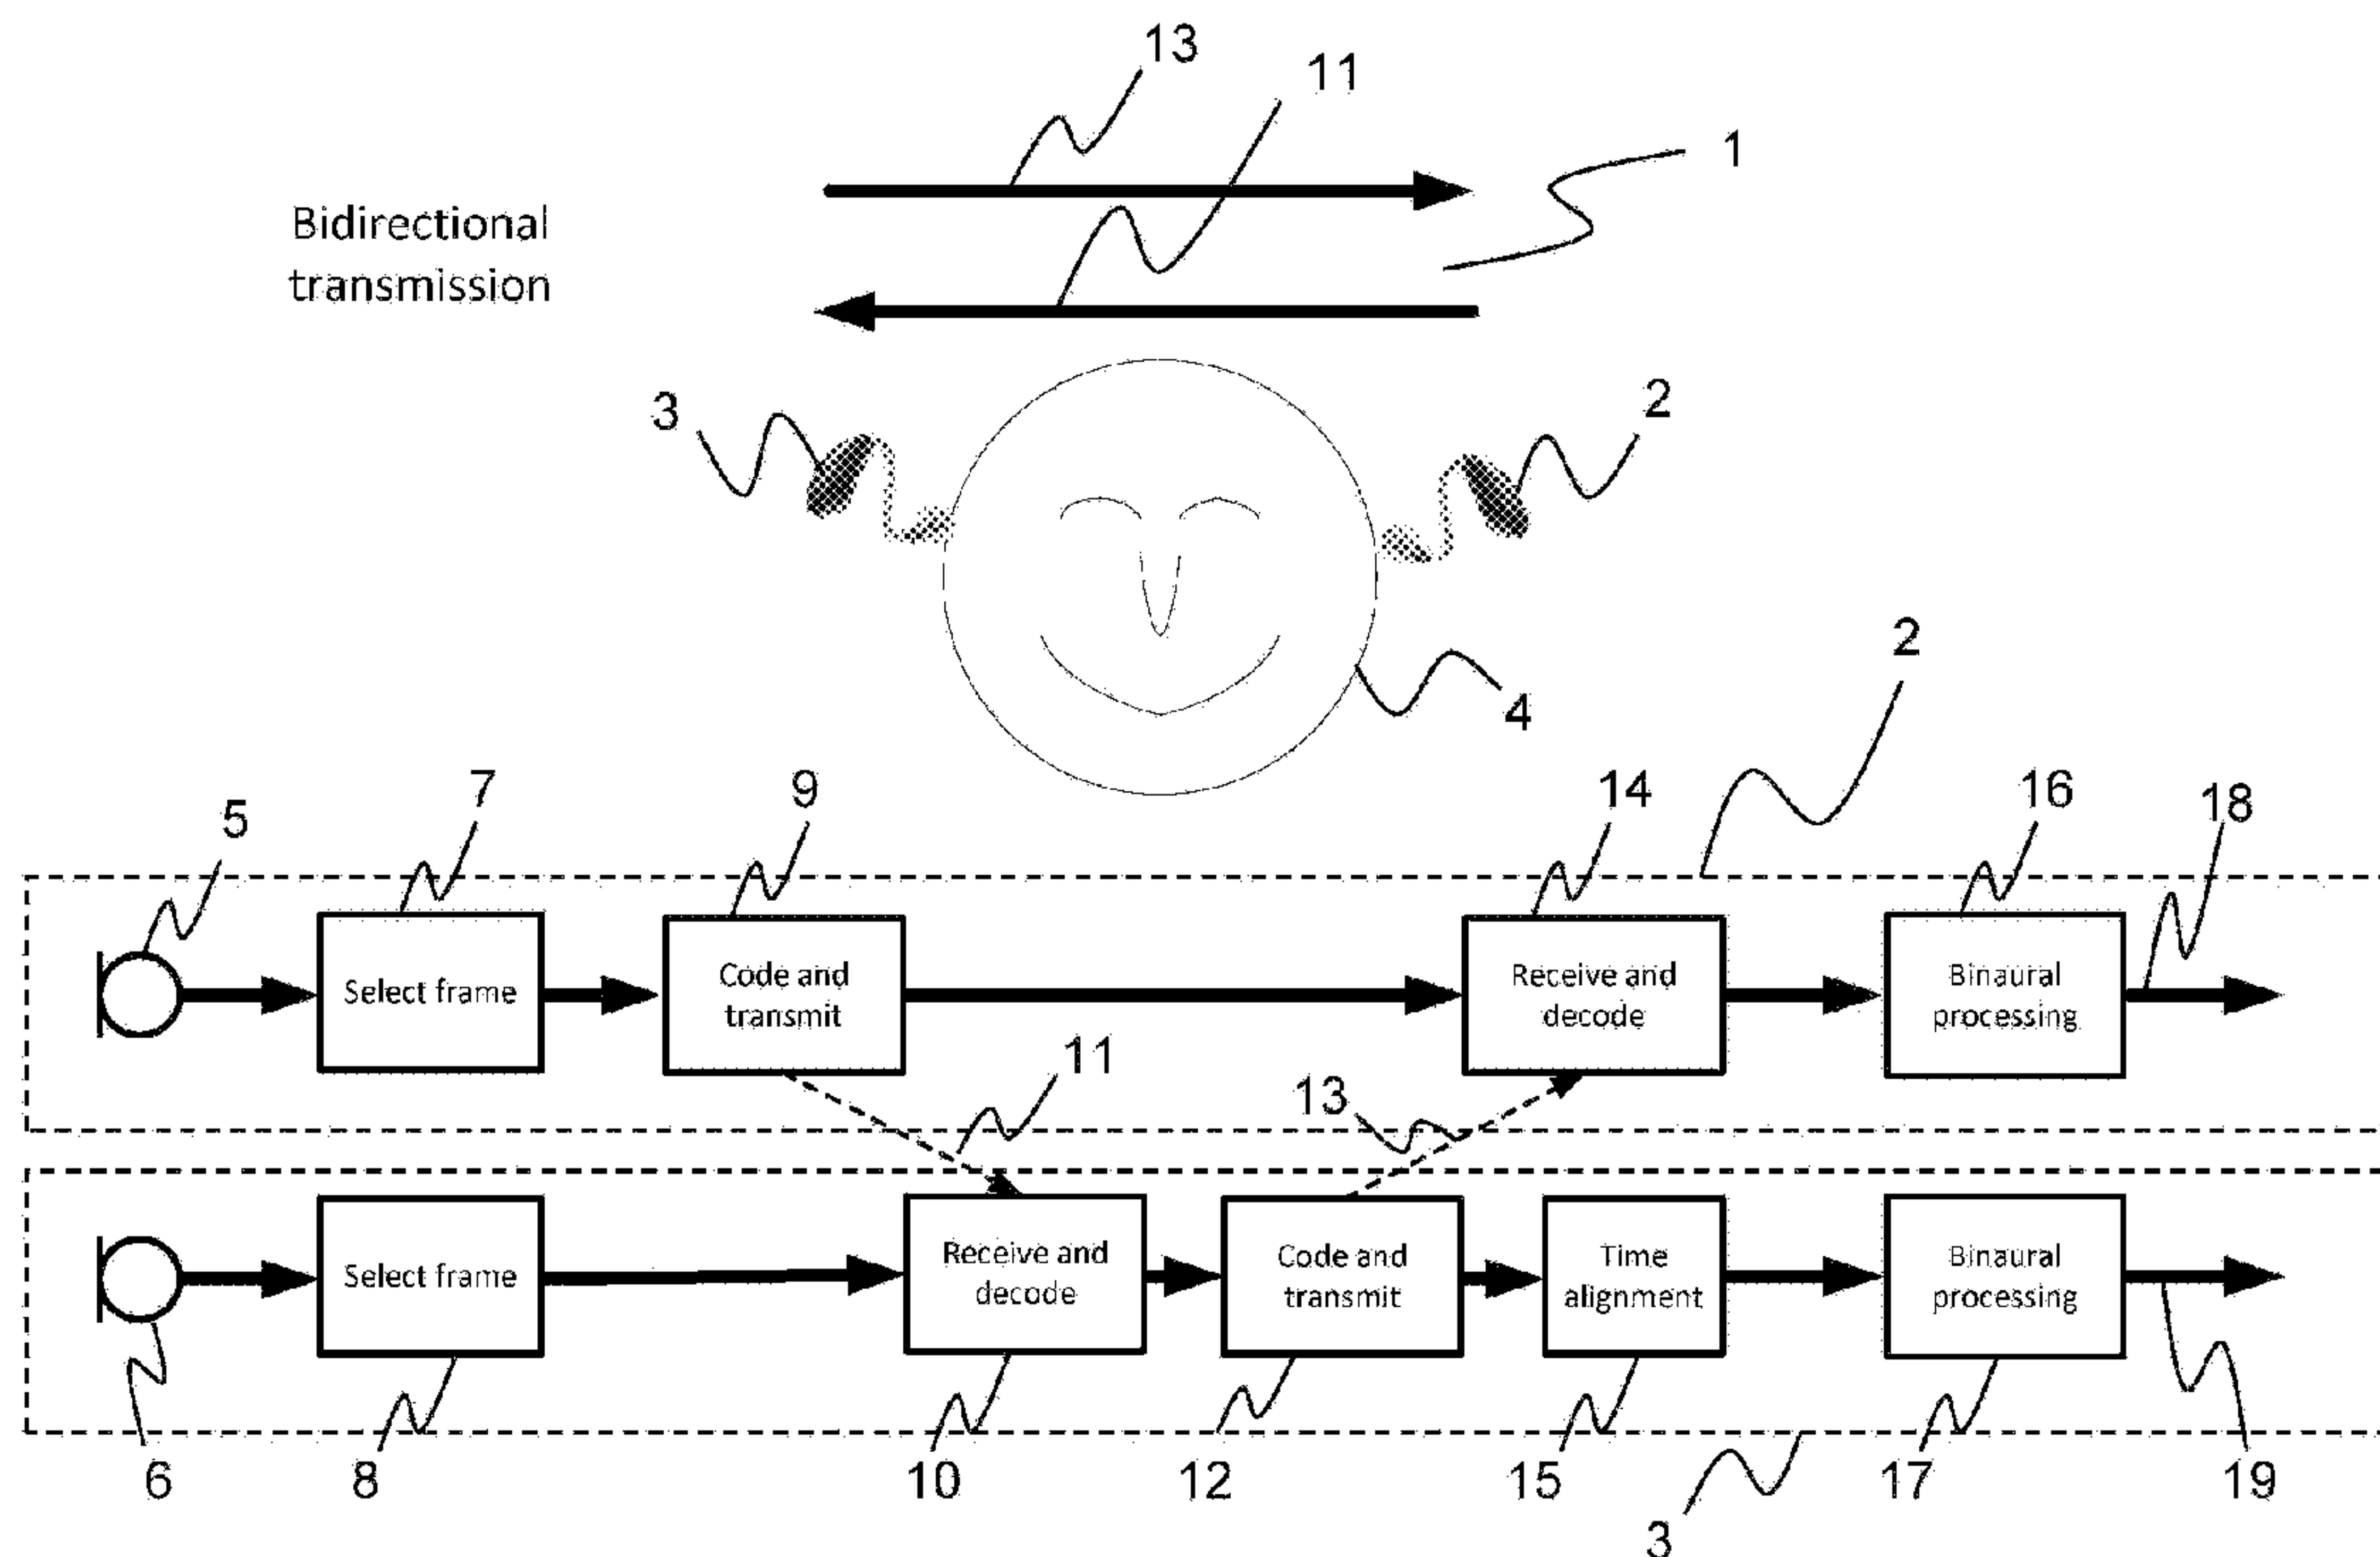 13
11
1
Bidirectional
transmission
3
2
4
2
5
7
9
14
16
18
Select frame
Code and
transmit
Receive and
decode
Binaural
processing
11
13
Select frame
Receive and
decode
Code and
transmit
Time
alignment
Binaural
processing
6
8
10
12
15
17
19
3